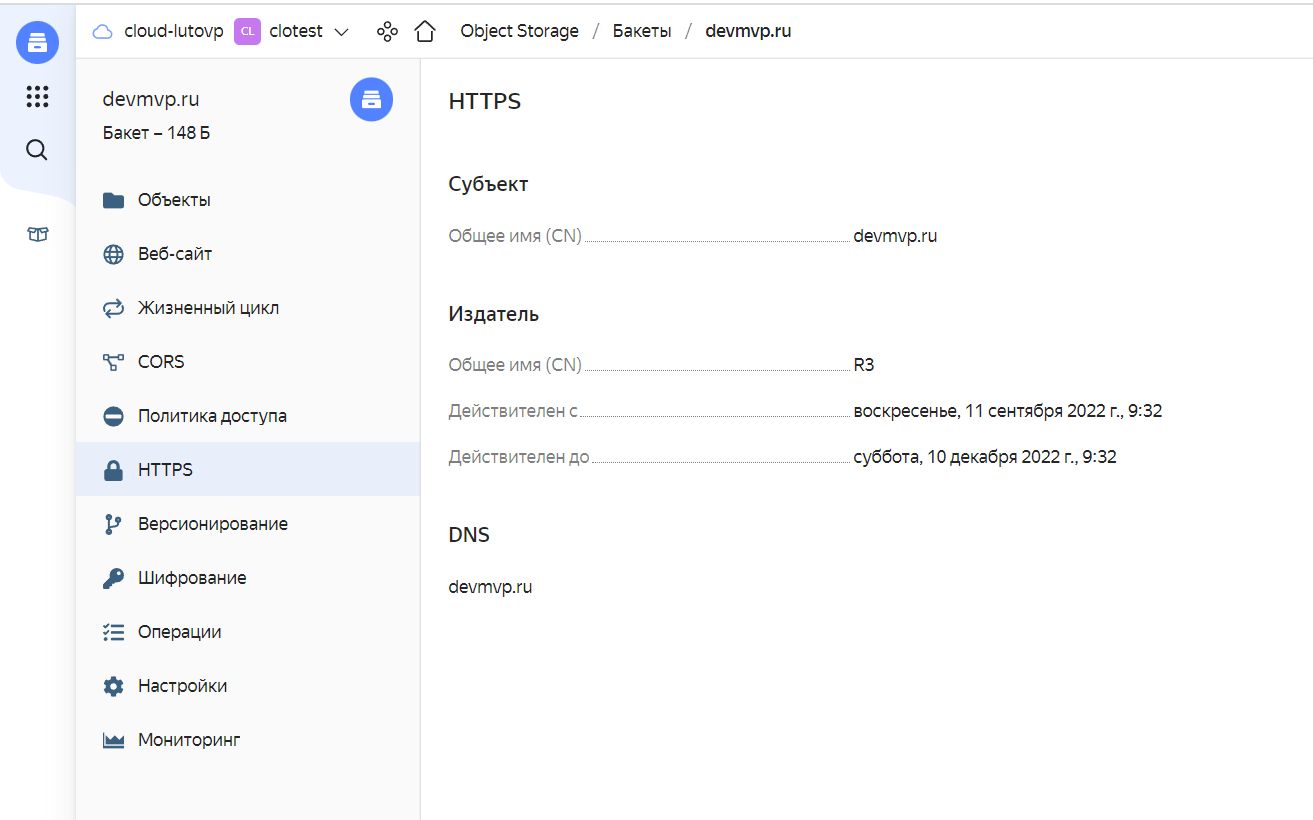 cloud-lutovp CL clotest Object Storage / Бакеты / devmvp.ru
devmvp.ru
Бакет – 148 Б
Объекты
Веб-сайт
Жизненный цикл
CORS
Политика доступа
HTTPS
Версионирование
Шифрование
Операции
Настройки
Мониторинг
HTTPS
Субъект
Общее имя (CN) devmvp.ru
Издатель
Общее имя (CN) R3
Действителен с воскресенье, 11 сентября 2022 г., 9:32
Действителен до суббота, 10 декабря 2022 г., 9:32
DNS
devmvp.ru